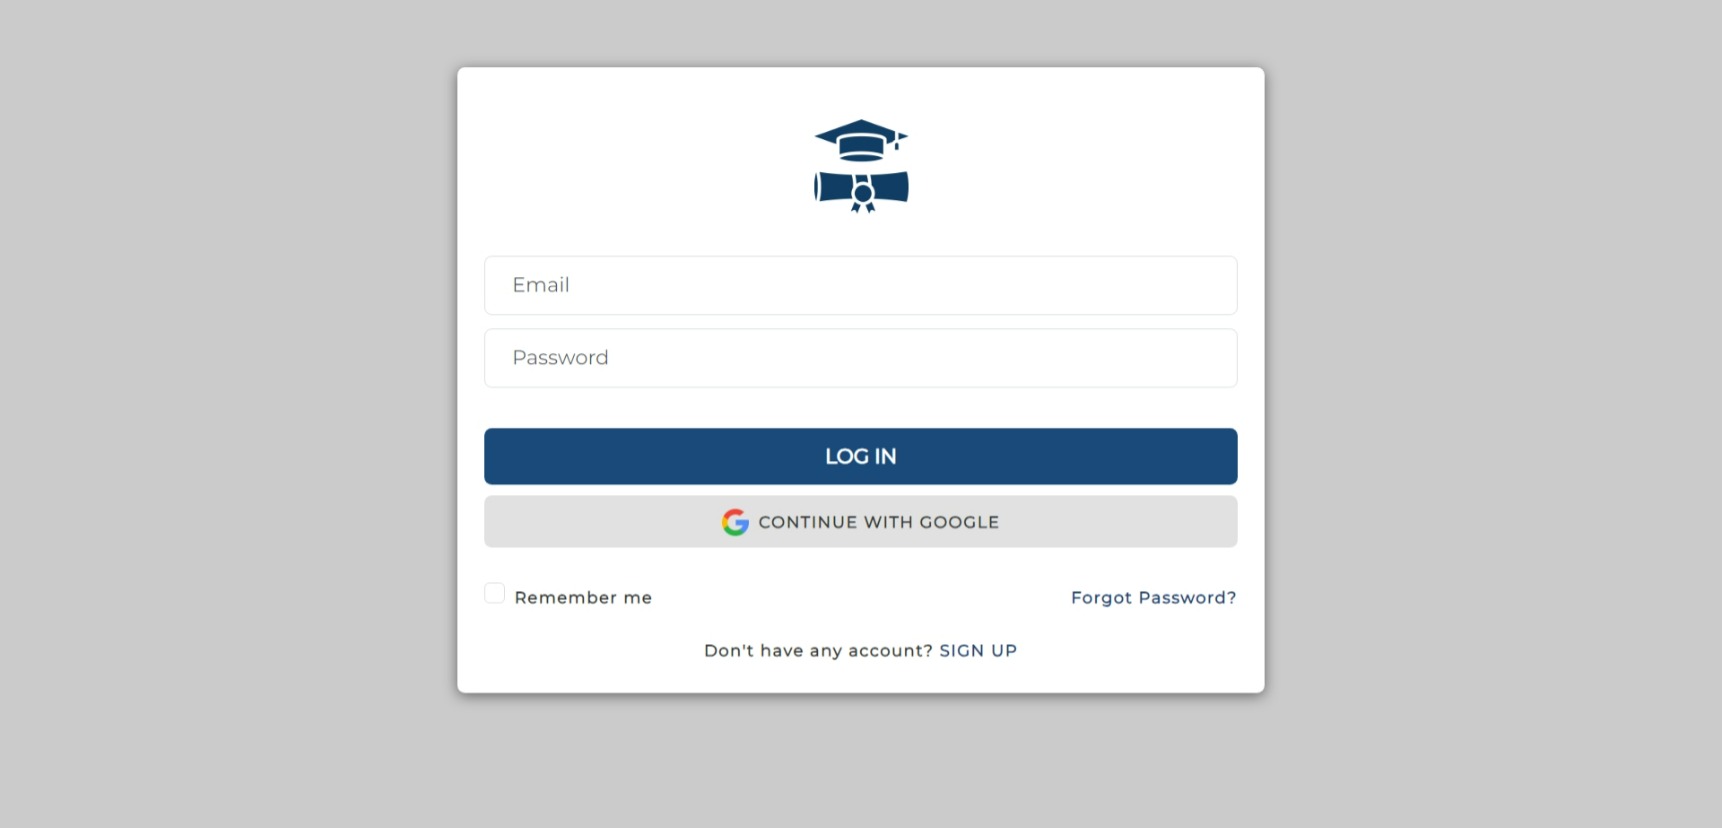 Email
Password
LOG IN
CONTINUE WITH GOOGLE
Remember me
Forgot Password?
Don't have any account? SIGN UP